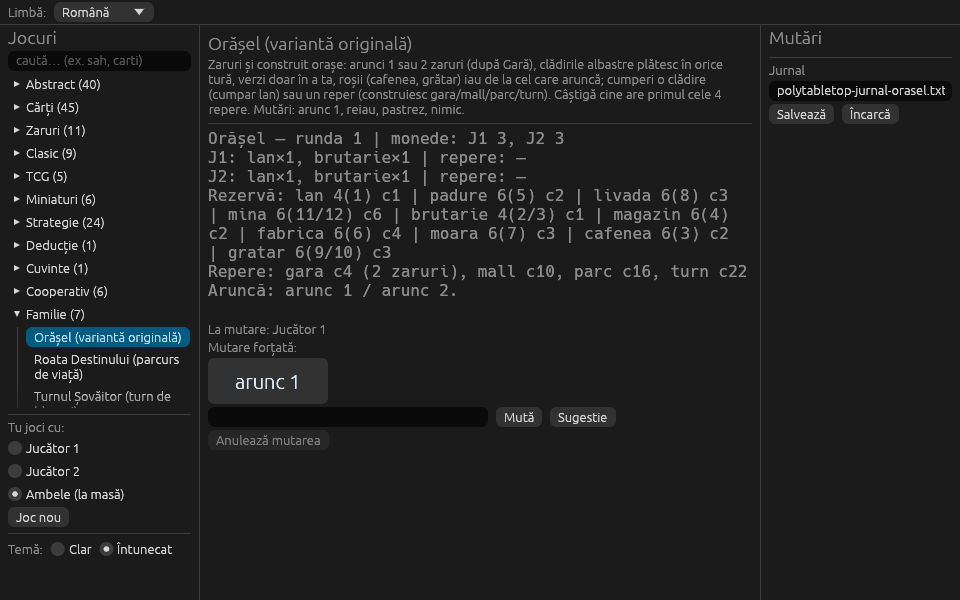 Limbă: Română
Jocuri
caută... (ex. sah, carti)
Abstract (40)
Cărți (45)
Zaruri (11)
Clasic (9)
TCG (5)
Miniaturi (6)
Strategie (24)
Deducție (1)
Cuvinte (1)
Cooperativ (6)
Familie (7)
Orășel (variantă originală)
Roata Destinului (parcurs
de viață)
Turnul Șovăitor (turn de
Tu joci cu:
Jucător 1
Jucător 2
Ambele (la masă)
Joc nou
Temă: Clar Întunecat
Orășel (variantă originală)
Zaruri și construit orașe: arunci 1 sau 2 zaruri (după Gară), clădirile albastre plătesc în orice
tură, verzi doar în a ta, roșii (cafenea, grătar) iau de la cel care aruncă; cumperi o clădire
(cumpar lan) sau un reper (construiesc gara/mall/parc/turn). Câștigă cine are primul cele 4
repere. Mutări: arunc 1, reiau, pastrez, nimic.
Orășel — runda 1 | monede: J1 3, J2 3
J1: lan×1, brutarie×1 | repere: —
J2: lan×1, brutarie×1 | repere: —
Rezervă: lan 4(1) c1 | padure 6(5) c2 | livada 6(8) c3
| mina 6(11/12) c6 | brutarie 4(2/3) c1 | magazin 6(4)
c2 | fabrica 6(6) c4 | moara 6(7) c3 | cafenea 6(3) c2
| gratar 6(9/10) c3
Repere: gara c4 (2 zaruri), mall c10, parc c16, turn c22
Aruncă: arunc 1 / arunc 2.
La mutare: Jucător 1
Mutare forțată:
arunc 1
Mută Sugestie
Anulează mutarea
Mutări
Jurnal
polytabletop-jurnal-orasel.txt
Salvează Încarcă